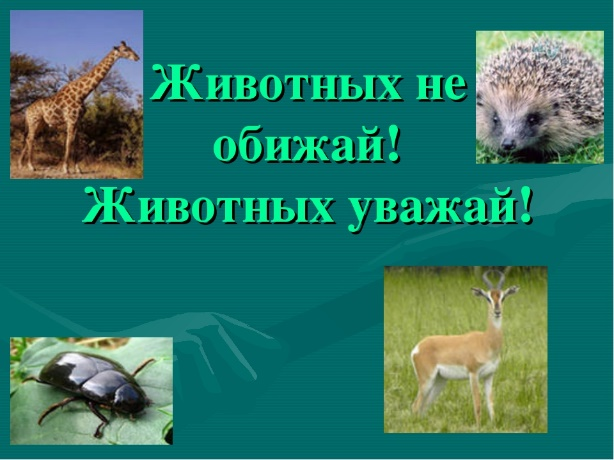 Животных не
обижай!
Животных уважай!